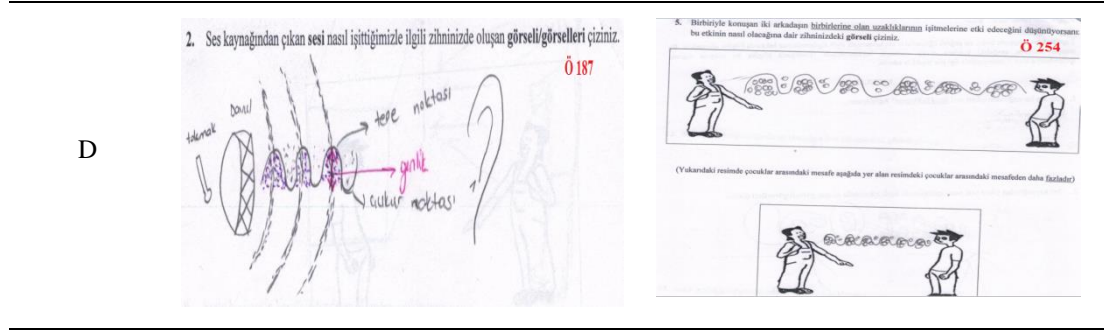 D
2. Ses kaynağından çıkan sesi nasıl işittiğimizle ilgili zihninizde oluşan görseli/görselleri çiziniz.
Ö 187
tokmak
Davul
tepe noktası
genlik
çukur noktası
5. Birbiriyle konuşan iki arkadaşın birbirlerine olan uzaklıklarının işitmelerine etki edeceğini düşünüyorsanız
bu etkinin nasıl olacağına dair zihninizdeki görseli çiziniz.
Ö 254
(Yukarıdaki resimde çocuklar arasındaki mesafe aşağıda yer alan resimdeki çocuklar arasındaki mesafeden daha fazladır)